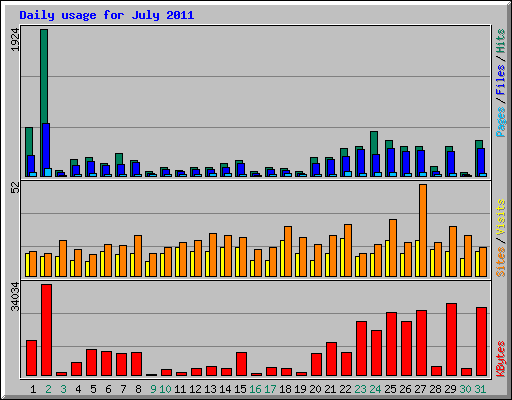 Daily usage for July 2011
1924
Pages / Files / Hits
52
Sites / Visits
34034
KBytes
1 2 3 4 5 6 7 8 9 10 11 12 13 14 15 16 17 18 19 20 21 22 23 24 25 26 27 28 29 30 31